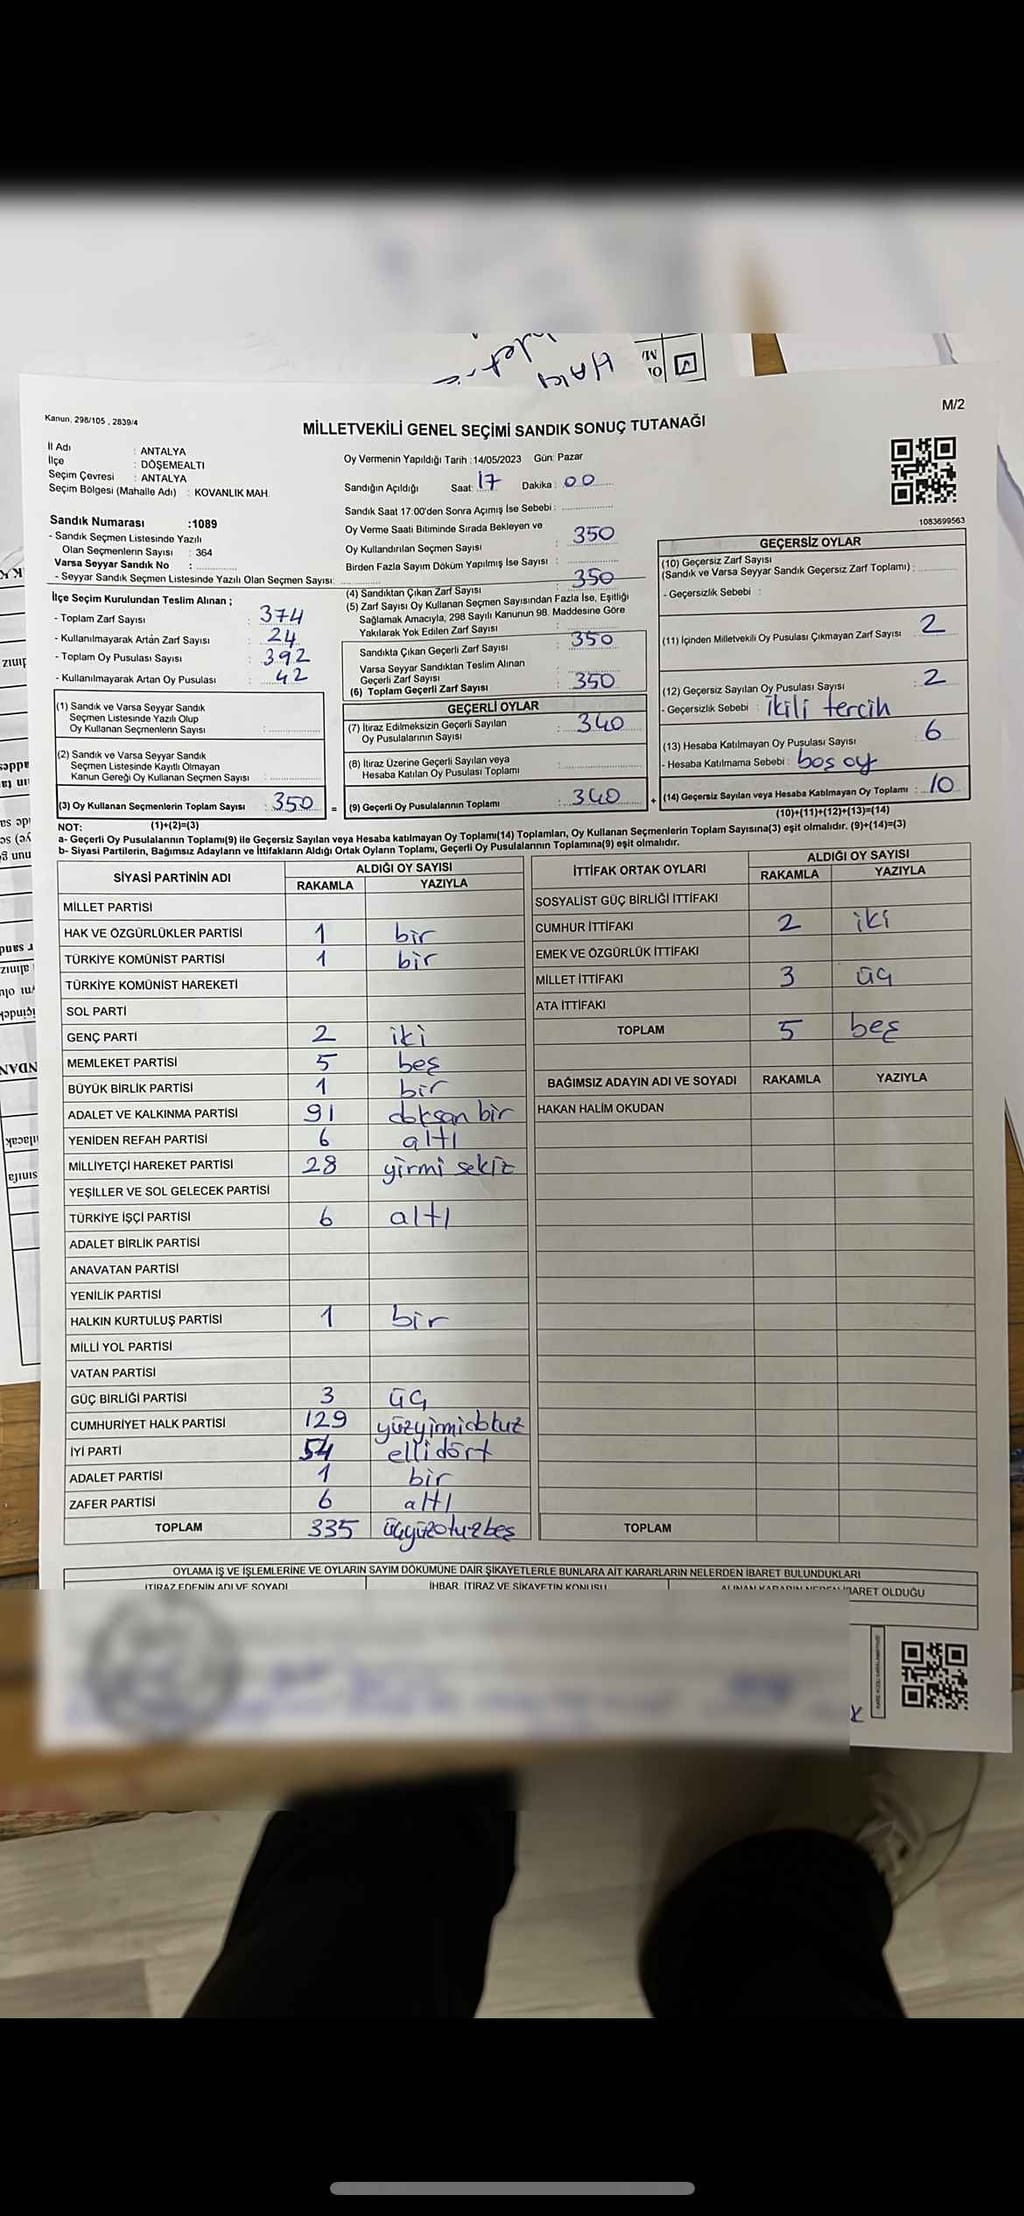 M/2
Kanun, 298/105 , 2839/4
MİLLETVEKİLİ GENEL SEÇİMİ SANDIK SONUÇ TUTANAĞI
İl Adı : ANTALYA
İlçe : DÖŞEMEALTI
Seçim Çevresi : ANTALYA
Seçim Bölgesi (Mahalle Adı) : KOVANLIK MAH.
Sandık Numarası :1089
- Sandık Seçmen Listesinde Yazılı
Olan Seçmenlerin Sayısı : 364
Varsa Seyyar Sandık No :
- Seyyar Sandık Seçmen Listesinde Yazılı Olan Seçmen Sayısı:
İlçe Seçim Kurulundan Teslim Alınan ;
- Toplam Zarf Sayısı : 374
- Kullanılmayarak Artan Zarf Sayısı : 24
- Toplam Oy Pusulası Sayısı : 392
- Kullanılmayarak Artan Oy Pusulası : 42
(1) Sandık ve Varsa Seyyar Sandık
Seçmen Listesinde Yazılı Olup
Oy Kullanan Seçmenlerin Sayısı :
(2) Sandık ve Varsa Seyyar Sandık
Seçmen Listesinde Kayıtlı Olmayan
Kanun Gereği Oy Kullanan Seçmen Sayısı :
(3) Oy Kullanan Seçmenlerin Toplam Sayısı : 350 =
(1)+(2)=(3)
Oy Vermenin Yapıldığı Tarih : 14/05/2023 Gün: Pazar
Sandığın Açıldığı Saat: 17 Dakika : 00
Sandık Saat 17.00'den Sonra Açımış İse Sebebi :
Oy Verme Saati Bitiminde Sırada Bekleyen ve
Oy Kullandırılan Seçmen Sayısı : 350
Birden Fazla Sayım Döküm Yapılmış İse Sayısı :
(4) Sandıktan Çıkan Zarf Sayısı : 350
(5) Zarf Sayısı Oy Kullanan Seçmen Sayısından Fazla İse, Eşitliği
Sağlamak Amacıyla, 298 Sayılı Kanunun 98. Maddesine Göre
Yakılarak Yok Edilen Zarf Sayısı :
Sandıkta Çıkan Geçerli Zarf Sayısı : 350
Varsa Seyyar Sandıktan Teslim Alınan
Geçerli Zarf Sayısı :
(6) Toplam Geçerli Zarf Sayısı : 350
GEÇERLİ OYLAR
(7) İtiraz Edilmeksizin Geçerli Sayılan
Oy Pusulalarının Sayısı : 340
(8) İtiraz Üzerine Geçerli Sayılan veya
Hesaba Katılan Oy Pusulası Toplamı :
(9) Geçerli Oy Pusulalarının Toplamı : 340 +
1083699563
GEÇERSİZ OYLAR
(10) Geçersiz Zarf Sayısı
(Sandık ve Varsa Seyyar Sandık Geçersiz Zarf Toplamı) :
- Geçersizlik Sebebi :
(11) İçinden Milletvekili Oy Pusulası Çıkmayan Zarf Sayısı : 2
(12) Geçersiz Sayılan Oy Pusulası Sayısı : 2
- Geçersizlik Sebebi : ikili tercih
(13) Hesaba Katılmayan Oy Pusulası Sayısı : 6
- Hesaba Katılmama Sebebi : boş oy
(14) Geçersiz Sayılan veya Hesaba Katılmayan Oy Toplamı : 10
(10)+(11)+(12)+(13)=(14)
NOT:
a- Geçerli Oy Pusulalarının Toplamı(9) ile Geçersiz Sayılan veya Hesaba katılmayan Oy Toplamı(14) Toplamları, Oy Kullanan Seçmenlerin Toplam Sayısına(3) eşit olmalıdır. (9)+(14)=(3)
b- Siyasi Partilerin, Bağımsız Adayların ve İttifakların Aldığı Ortak Oyların Toplamı, Geçerli Oy Pusulalarının Toplamına(9) eşit olmalıdır.
SİYASİ PARTİNİN ADI ALDIĞI OY SAYISI
RAKAMLA YAZIYLA
MİLLET PARTİSİ
HAK VE ÖZGÜRLÜKLER PARTİSİ 1 bir
TÜRKİYE KOMÜNİST PARTİSİ 1 bir
TÜRKİYE KOMÜNİST HAREKETİ
SOL PARTİ
GENÇ PARTİ 2 iki
MEMLEKET PARTİSİ 5 beş
BÜYÜK BİRLİK PARTİSİ 1 bir
ADALET VE KALKINMA PARTİSİ 91 doksan bir
YENİDEN REFAH PARTİSİ 6 altı
MİLLİYETÇİ HAREKET PARTİSİ 28 yirmi sekiz
YEŞİLLER VE SOL GELECEK PARTİSİ
TÜRKİYE İŞÇİ PARTİSİ 6 altı
ADALET BİRLİK PARTİSİ
ANAVATAN PARTİSİ
YENİLİK PARTİSİ
HALKIN KURTULUŞ PARTİSİ 1 bir
MİLLİ YOL PARTİSİ
VATAN PARTİSİ
GÜÇ BİRLİĞİ PARTİSİ 3 üç
CUMHURİYET HALK PARTİSİ 129 yüzyirmidokuz
İYİ PARTİ 54 ellidört
ADALET PARTİSİ 1 bir
ZAFER PARTİSİ 6 altı
TOPLAM 335 üçyüzotuzbeş
İTTİFAK ORTAK OYLARI ALDIĞI OY SAYISI
RAKAMLA YAZIYLA
SOSYALİST GÜÇ BİRLİĞİ İTTİFAKI
CUMHUR İTTİFAKI 2 iki
EMEK VE ÖZGÜRLÜK İTTİFAKI
MİLLET İTTİFAKI 3 üç
ATA İTTİFAKI
TOPLAM 5 beş
BAĞIMSIZ ADAYIN ADI VE SOYADI RAKAMLA YAZIYLA
HAKAN HALİM OKUDAN
TOPLAM
OYLAMA İŞ VE İŞLEMLERİNE VE OYLARIN SAYIM DÖKÜMÜNE DAİR ŞİKAYETLERLE BUNLARA AİT KARARLARIN NELERDEN İBARET BULUNDUKLARI
İTİRAZ EDENİN ADI VE SOYADI İHBAR, İTİRAZ VE ŞİKAYETİN KONUSU ALINAN KARARIN NEDEN İBARET OLDUĞU